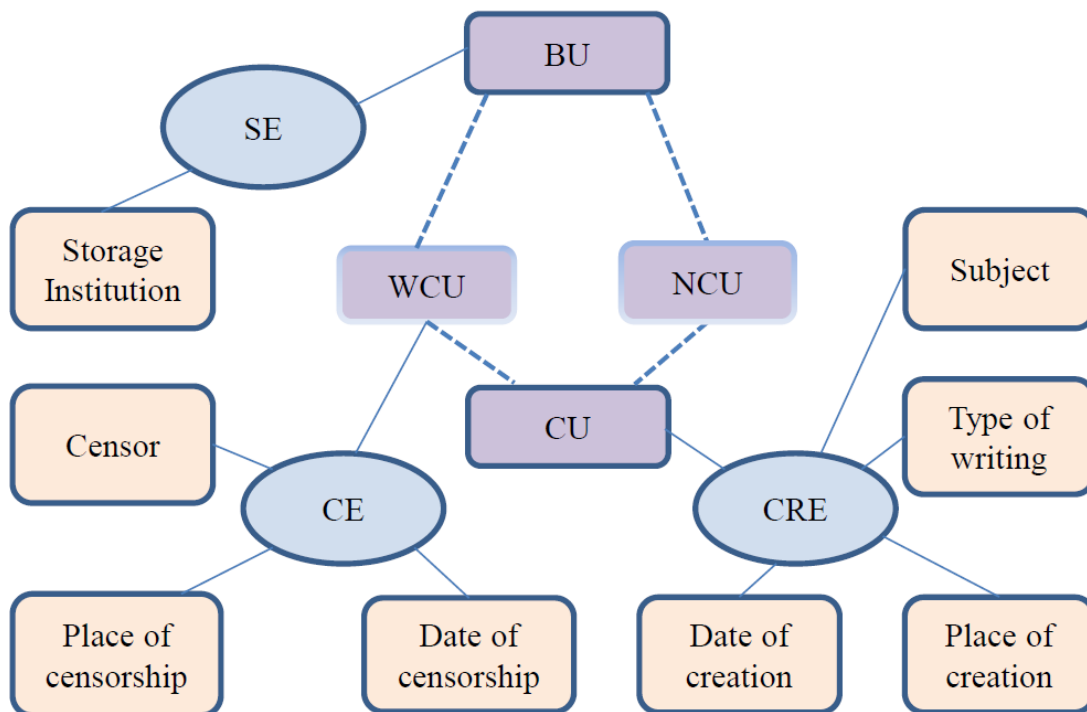 BU
SE
Storage
Institution
WCU
NCU
Subject
Censor
CU
Type of
writing
CE
CRE
Place of
censorship
Date of
censorship
Date of
creation
Place of
creation